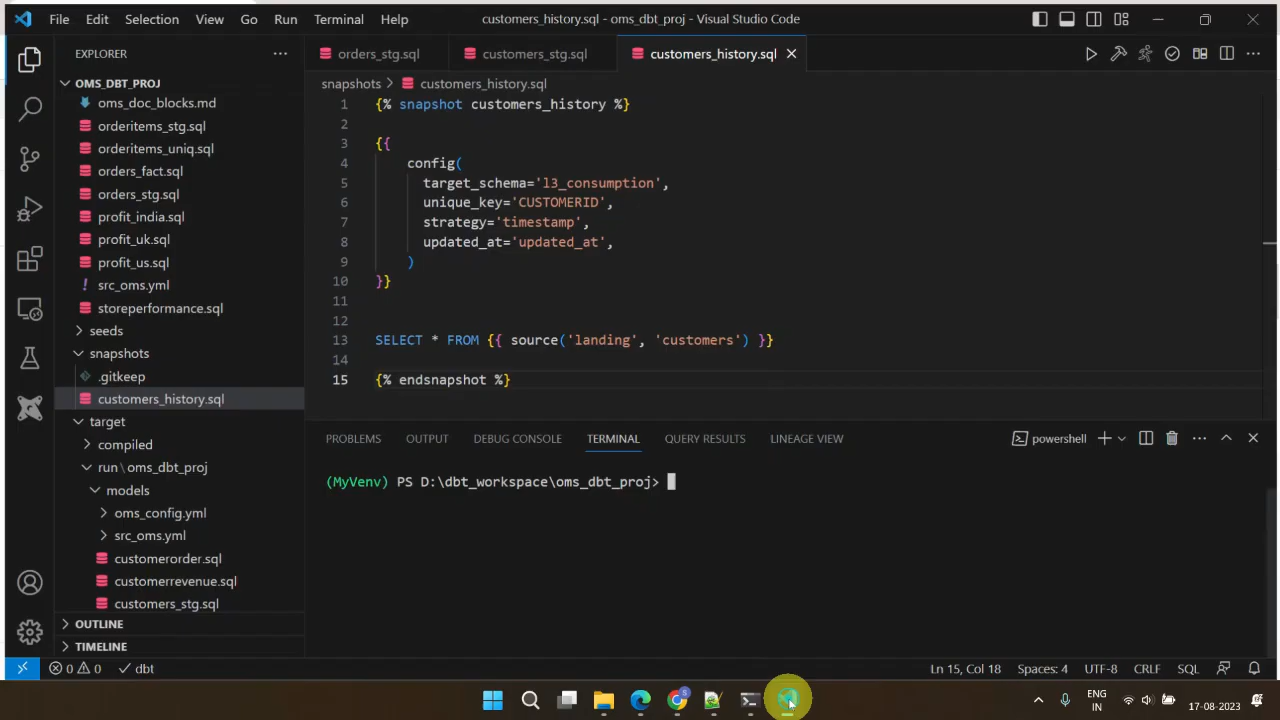 File Edit Selection View Go Run Terminal Help customers_history.sql - oms_dbt_proj - Visual Studio Code
EXPLORER
OMS_DBT_PROJ
oms_doc_blocks.md
orderitems_stg.sql
orderitems_uniq.sql
orders_fact.sql
orders_stg.sql
profit_india.sql
profit_uk.sql
profit_us.sql
! src_oms.yml
storeperformance.sql
seeds
snapshots
.gitkeep
customers_history.sql
target
compiled
run\oms_dbt_proj
models
oms_config.yml
src_oms.yml
customerorder.sql
customerrevenue.sql
customers_stg.sql
OUTLINE
TIMELINE
orders_stg.sql customers_stg.sql customers_history.sql
snapshots > customers_history.sql
1 {% snapshot customers_history %}
2
3 {{
4 config(
5 target_schema='l3_consumption',
6 unique_key='CUSTOMERID',
7 strategy='timestamp',
8 updated_at='updated_at',
9 )
10 }}
11
12
13 SELECT * FROM {{ source('landing', 'customers') }}
14
15 {% endsnapshot %}
PROBLEMS OUTPUT DEBUG CONSOLE TERMINAL QUERY RESULTS LINEAGE VIEW powershell
(MyVenv) PS D:\dbt_workspace\oms_dbt_proj>
0 0 dbt Ln 15, Col 18 Spaces: 4 UTF-8 CRLF SQL
ENG
IN
17-08-2023